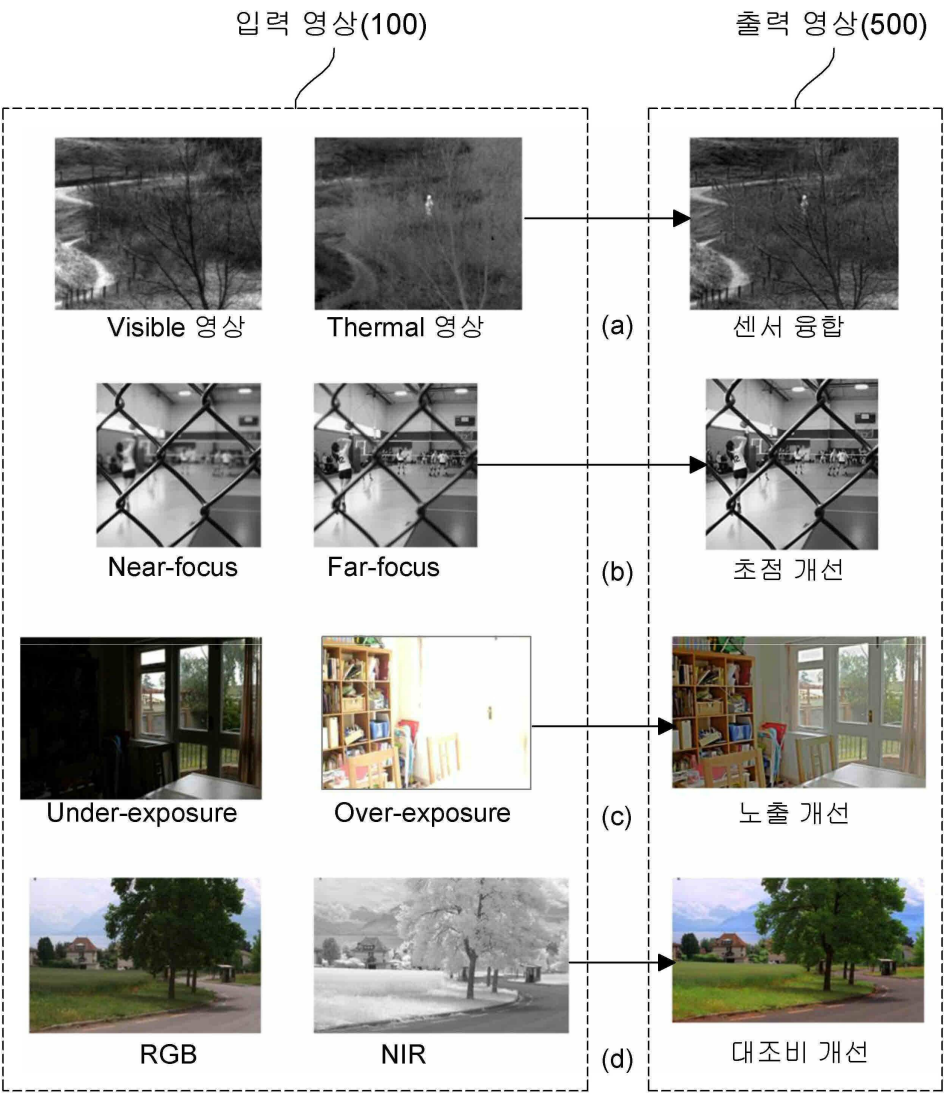 입력 영상(100) 출력 영상(500)
Visible 영상 Thermal 영상 (a) 센서 융합
Near-focus Far-focus (b) 초점 개선
Under-exposure Over-exposure (c) 노출 개선
RGB NIR (d) 대조비 개선